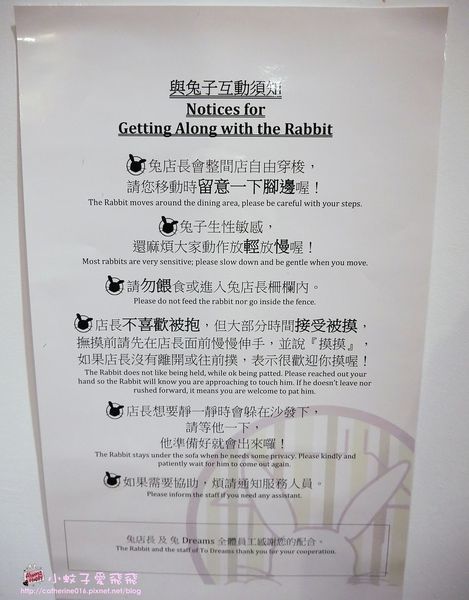 與兔子互動須知
Notices for
Getting Along with the Rabbit
兔店長會整間店自由穿梭，
請您移動時留意一下腳邊喔！
The Rabbit moves around the dining area, please be careful with your steps.
兔子生性敏感，
還麻煩大家動作放輕放慢喔！
Most rabbits are very sensitive; please slow down and be gentle when you move.
請勿餵食或進入兔店長柵欄內。
Please do not feed the rabbit nor go inside the fence.
店長不喜歡被抱，但大部分時間接受被摸，
撫摸前請先在店長面前慢慢伸手，並說『摸摸』，
如果店長沒有離開或往前撲，表示很歡迎你摸喔！
The Rabbit does not like being held, while ok being patted. Please reached out your
hand so the Rabbit will know you are approaching to touch him. If he doesn't leave nor
rushed forward, it means you are welcome to pat him.
店長想要靜一靜時會躲在沙發下，
請等他一下，
他準備好就會出來囉！
The Rabbit stays under the sofa when he needs some privacy. Please kindly and
patiently wait for him to come out again.
如果需要協助，煩請通知服務人員。
Please inform the staff if you need any assistant.
兔店長 及 兔 Dreams 全體員工感謝您的配合。
The Rabbit and the staff of To Dreams thank you for your cooperation.
小蚊子愛飛飛
http://catherine016.pixnet.net/blog